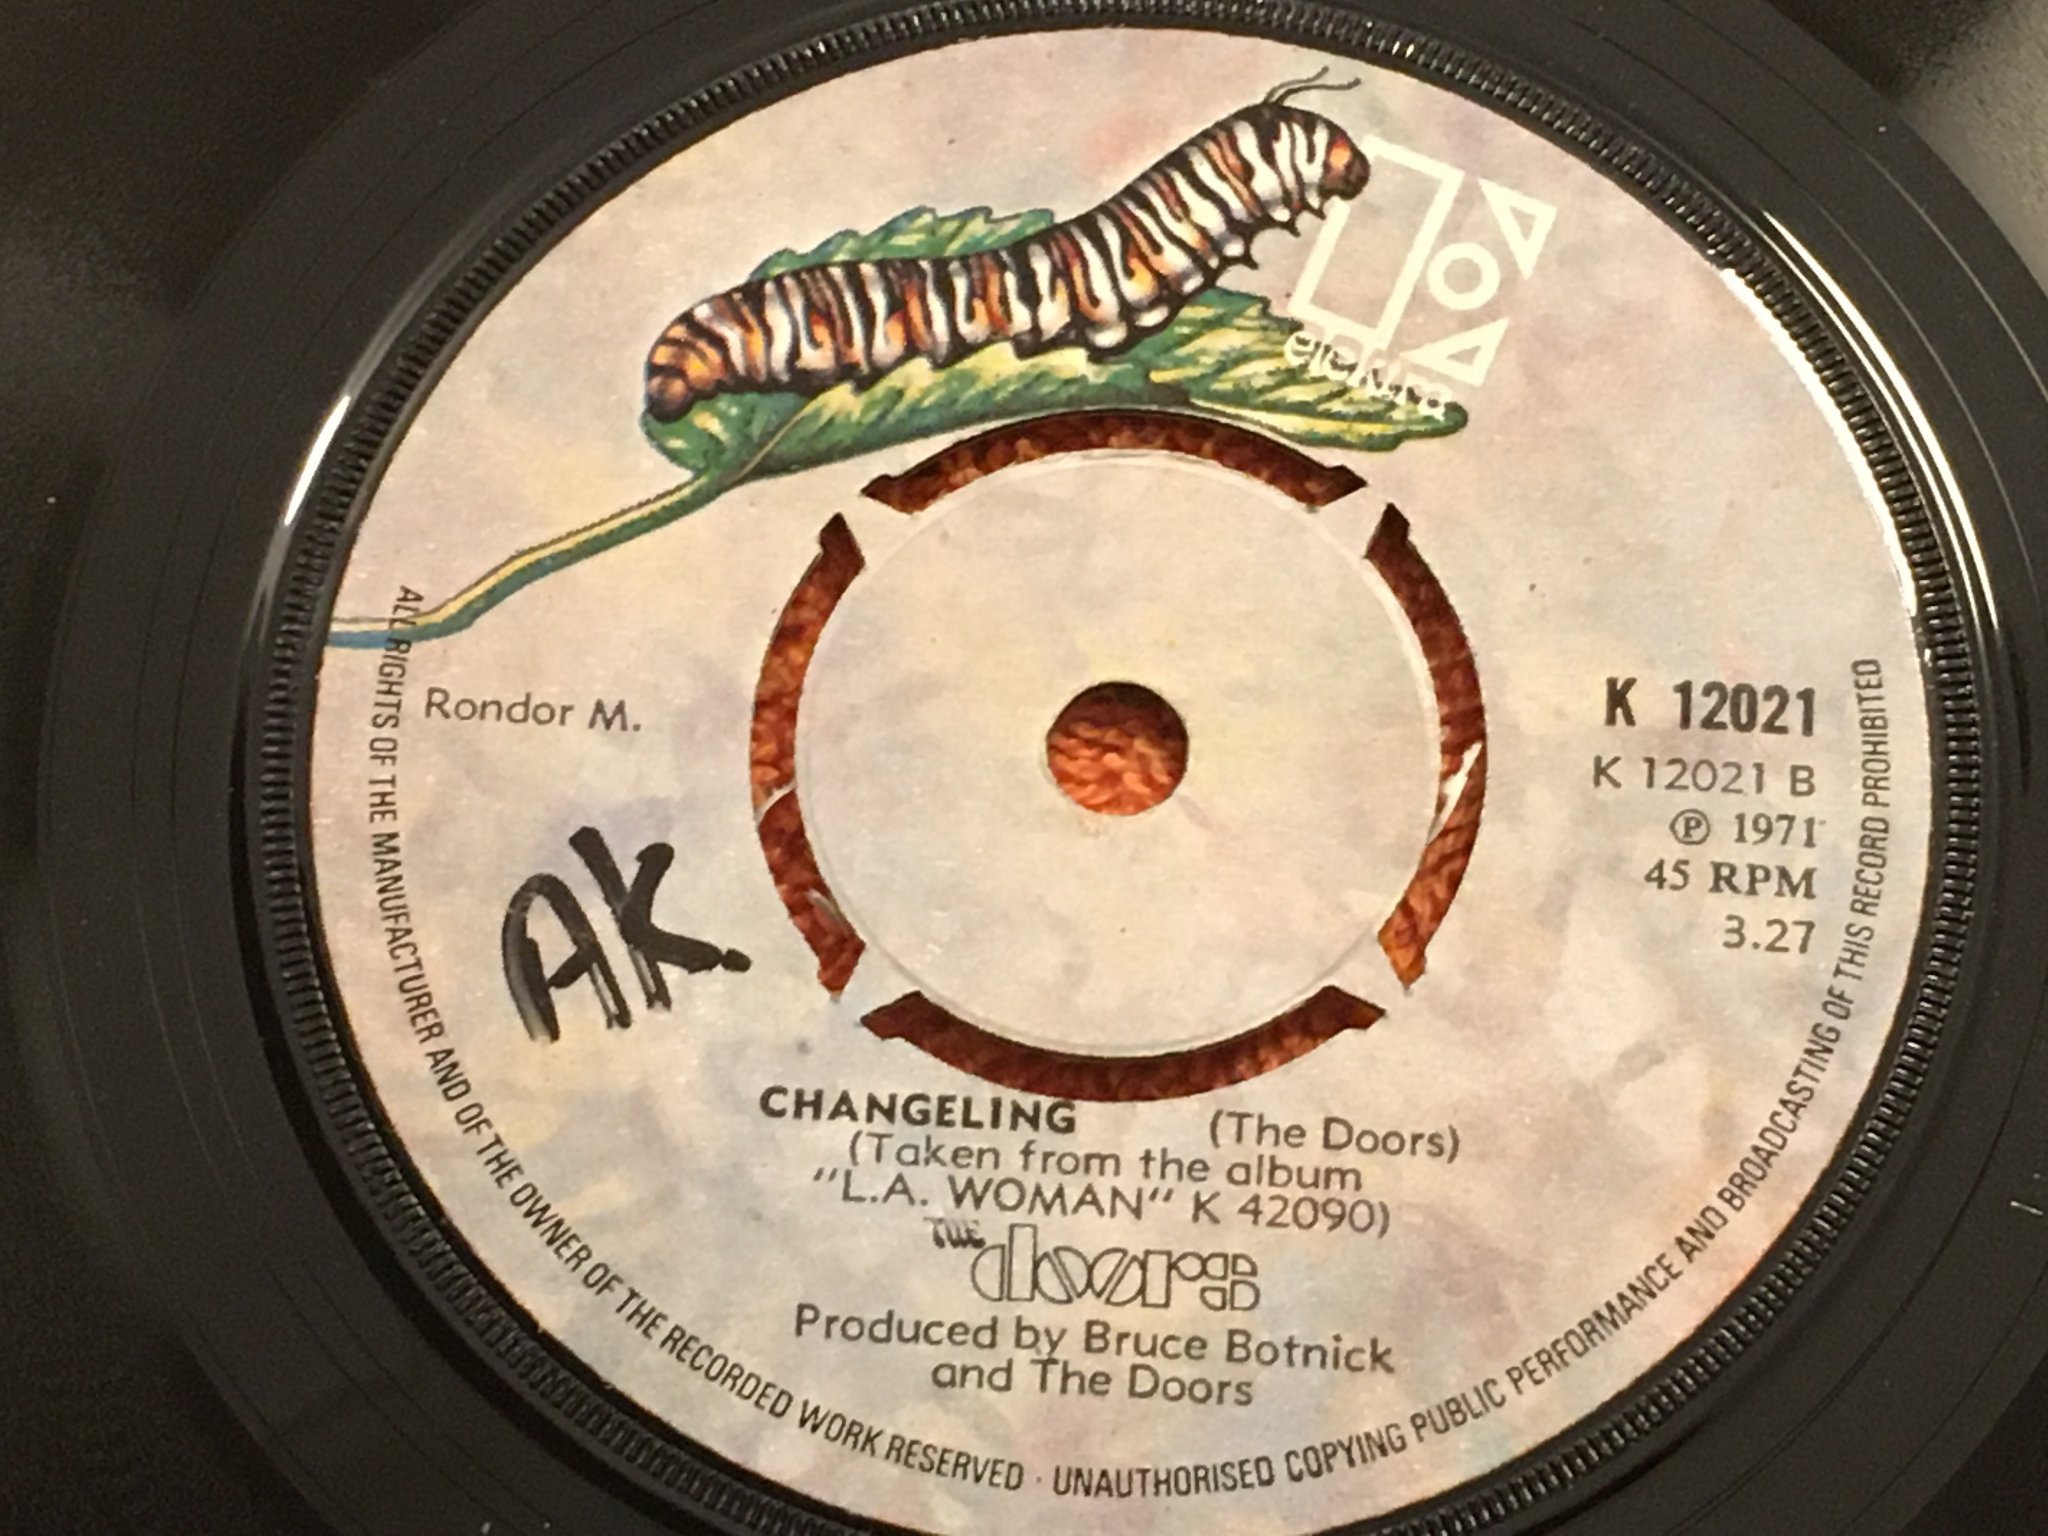 elektra
Rondor M.
K 12021
K 12021 B
℗ 1971
45 RPM
3.27
AK.
CHANGELING (The Doors)
(Taken from the album
"L.A. WOMAN" K 42090)
THE doors
Produced by Bruce Botnick
and The Doors
ALL RIGHTS OF THE MANUFACTURER AND OF THE OWNER OF THE RECORDED WORK RESERVED · UNAUTHORISED COPYING PUBLIC PERFORMANCE AND BROADCASTING OF THIS RECORD PROHIBITED